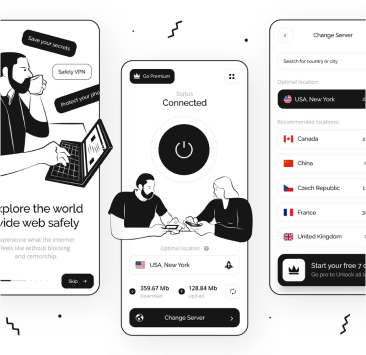 Save your secrets
Safely VPN
Protect your pho
xplore the world
vide web safely
xperience what the internet
feels like without blocking
and censorship.
Skip
Go Premium
Status
Connected
Optimal location
USA, New York
359.67 Mb
Download
128.84 Mb
Upload
Change Server
Change Server
Search for country or city
Optimal location:
USA, New York
Recommended locations:
Canada
China
Czech Republic
France
United Kingdom
Start your free 7 d
Go pro to Unlock all l